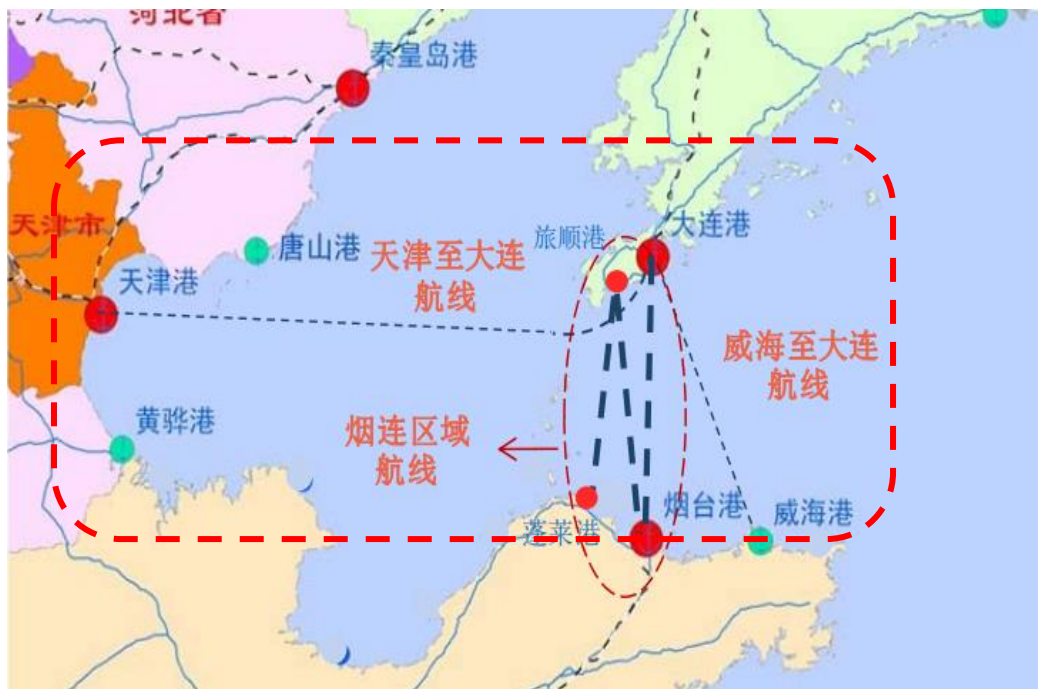 河北省
秦皇岛港
天津市
旅顺港
大连港
唐山港
天津至大连
航线
天津港
威海至大连
航线
黄骅港
烟连区域
航线
烟台港
威海港
蓬莱港